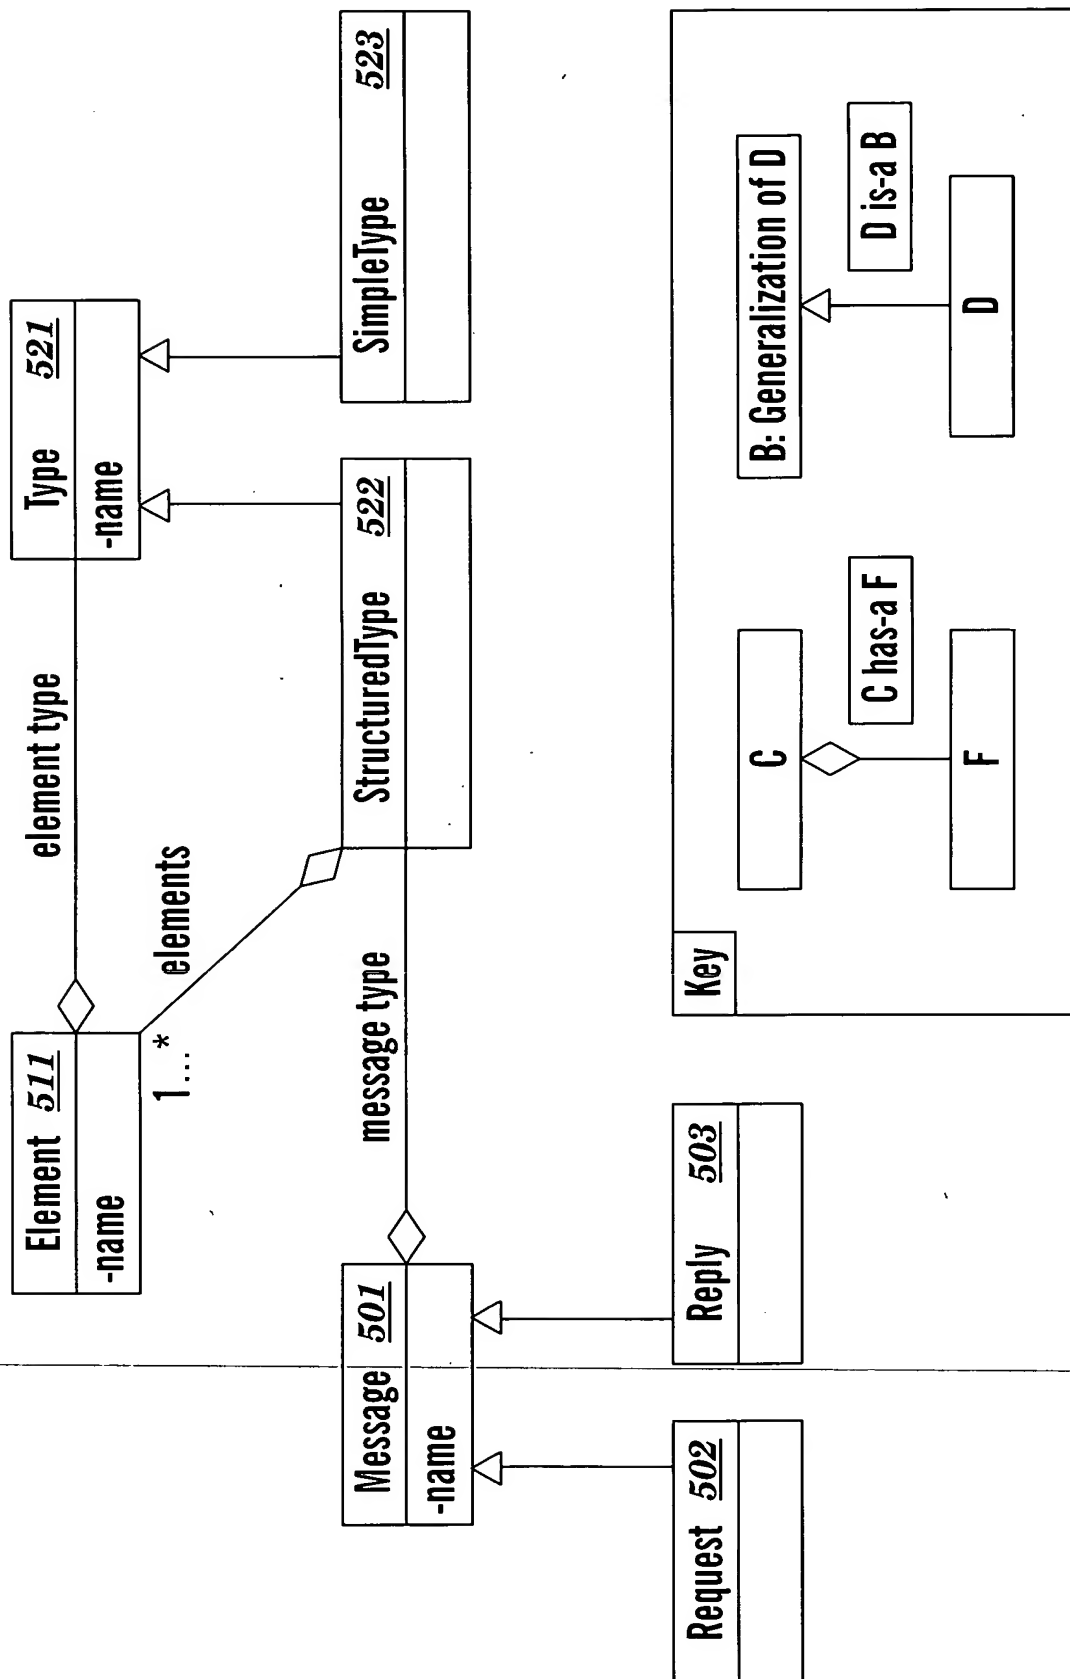 Element 511
-name
element type
Type 521
-name
1...*
elements
Message 501
-name
message type
StructuredType 522
SimpleType 523
Request 502
Reply 503
Key
C
C has-a F
F
B: Generalization of D
D is-a B
D